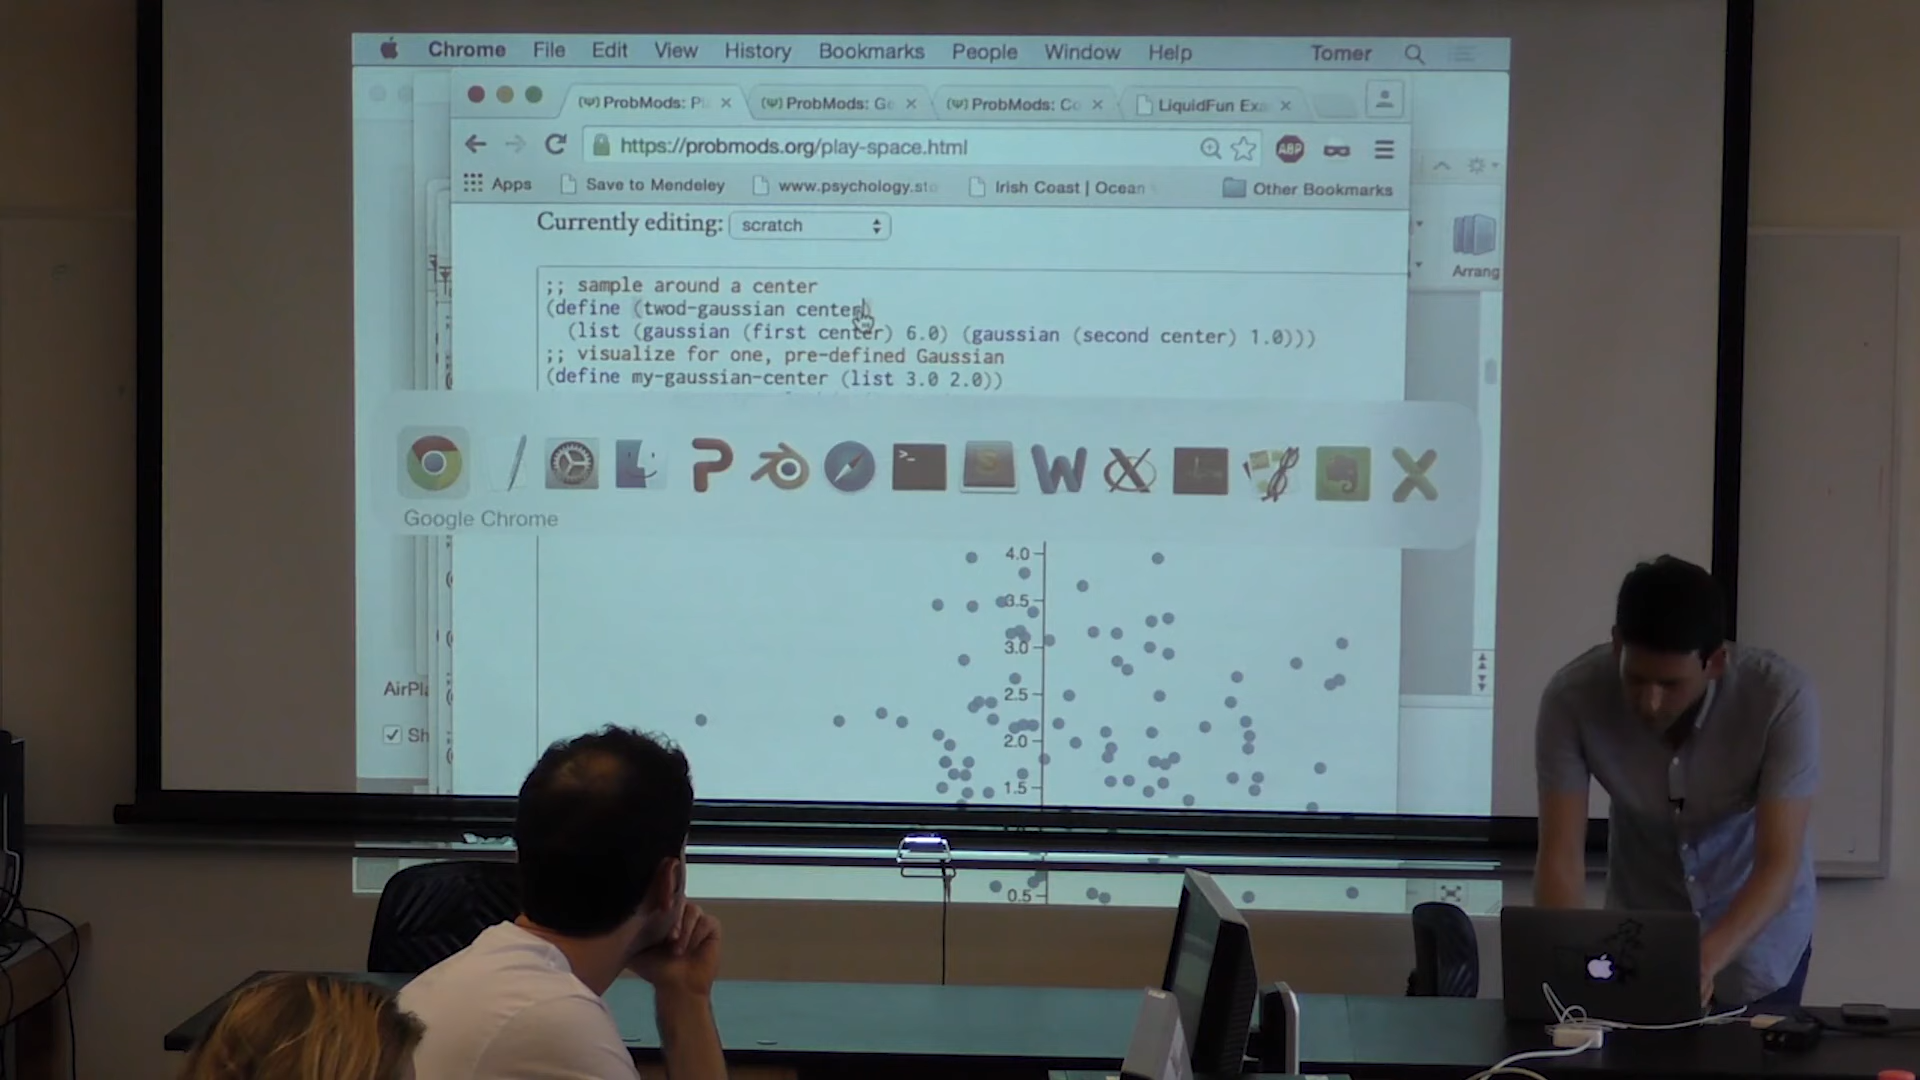 Chrome File Edit View History Bookmarks People Window Help Tomer
(Ψ) ProbMods: Pl × (Ψ) ProbMods: Ge × (Ψ) ProbMods: Co × LiquidFun Exa ×
https://probmods.org/play-space.html ABP
Apps Save to Mendeley www.psychology.sto Irish Coast | Ocean Other Bookmarks
Currently editing: scratch
Arrang
;; sample around a center
(define (twod-gaussian center)
(list (gaussian (first center) 6.0) (gaussian (second center) 1.0)))
;; visualize for one, pre-defined Gaussian
(define my-gaussian-center (list 3.0 2.0))
Google Chrome
4.0
3.5
3.0
2.5
AirPla
2.0
Sh
1.5
0.5